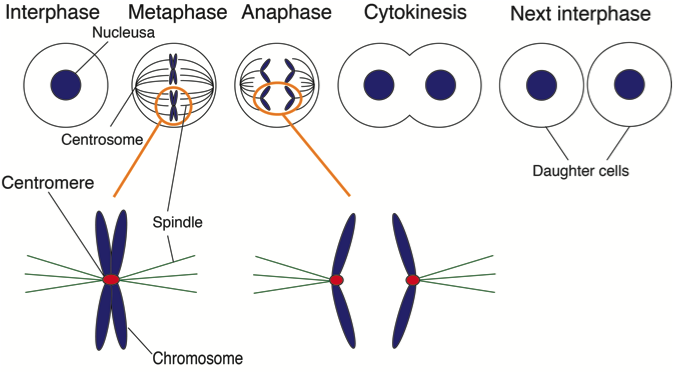 Interphase
Metaphase
Anaphase
Cytokinesis
Next interphase
Nucleusa
Centrosome
Daughter cells
Centromere
Spindle
Chromosome